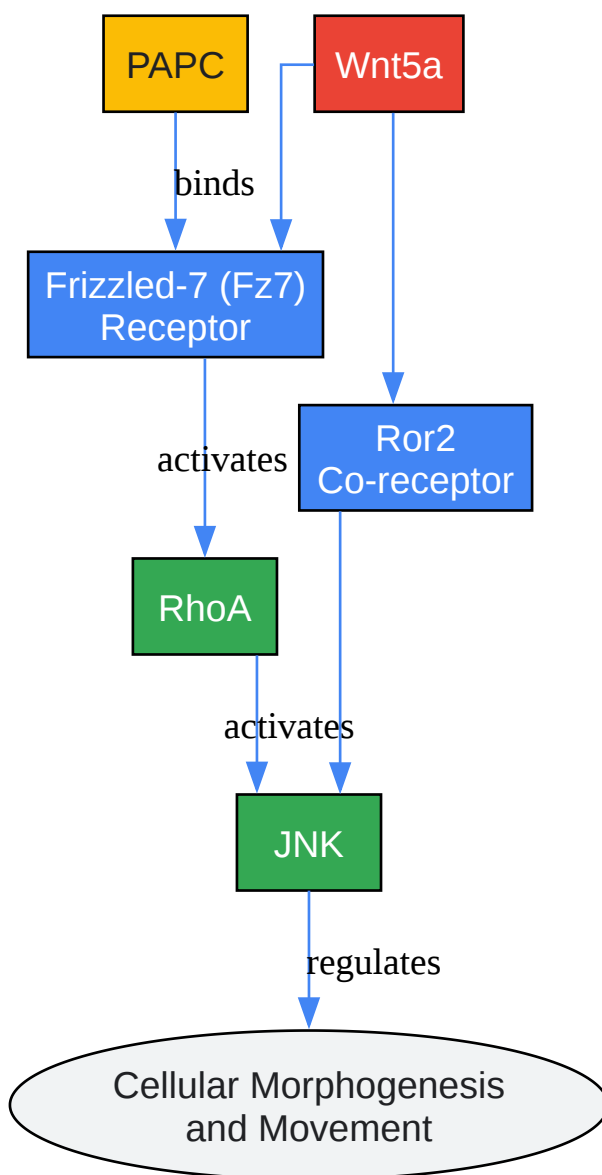 PAPC
Wnt5a
binds
Frizzled-7 (Fz7)
Receptor
Ror2
Co-receptor
activates
RhoA
activates
JNK
regulates
Cellular Morphogenesis
and Movement